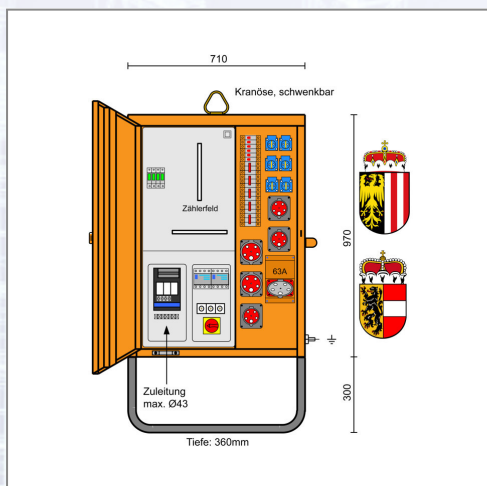 710
Kranöse, schwenkbar
Zählerfeld
970
63A
Zuleitung
max. Ø43
300
Tiefe: 360mm